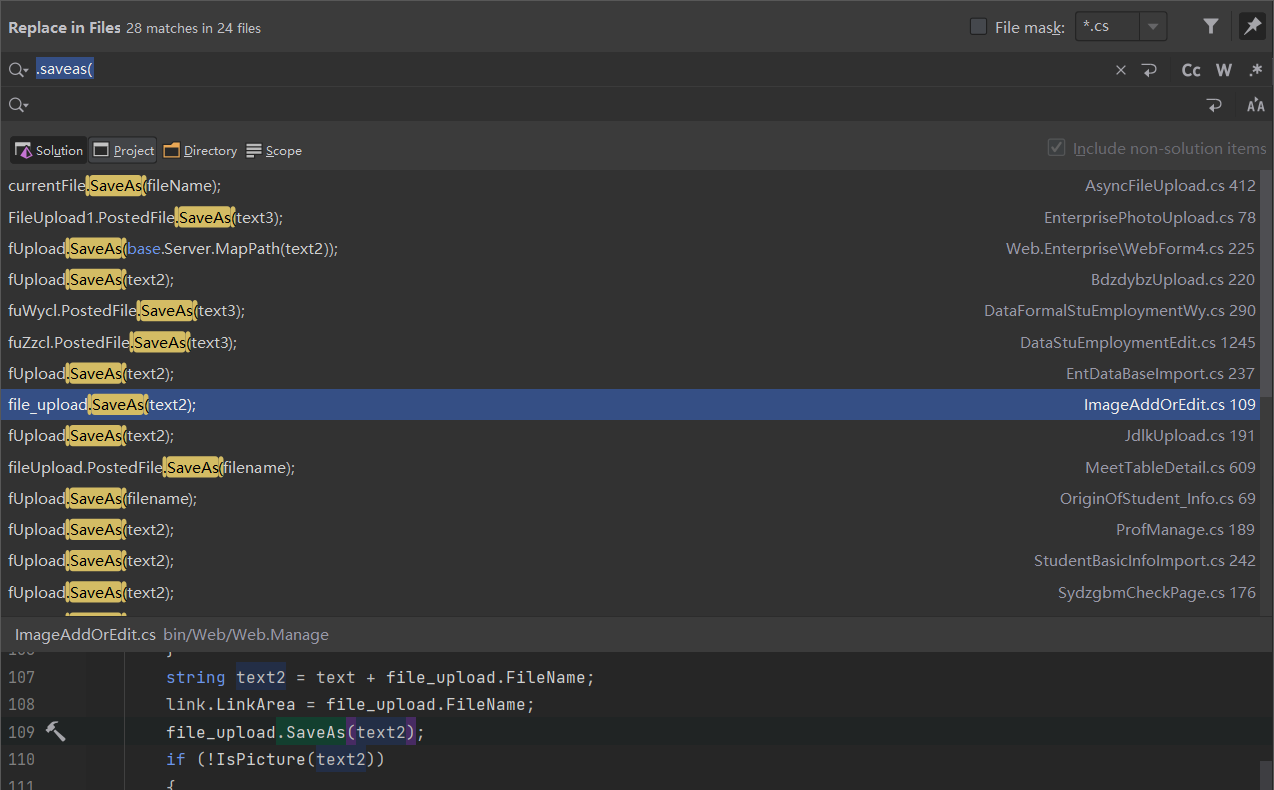 Replace in Files 28 matches in 24 files File mask: *.cs
.saveas( Cc W .*
Solution Project Directory Scope Include non-solution items
currentFile.SaveAs(fileName); AsyncFileUpload.cs 412
FileUpload1.PostedFile.SaveAs(text3); EnterprisePhotoUpload.cs 78
fUpload.SaveAs(base.Server.MapPath(text2)); Web.Enterprise\WebForm4.cs 225
fUpload.SaveAs(text2); BdzdybzUpload.cs 220
fuWycl.PostedFile.SaveAs(text3); DataFormalStuEmploymentWy.cs 290
fuZzcl.PostedFile.SaveAs(text3); DataStuEmploymentEdit.cs 1245
fUpload.SaveAs(text2); EntDataBaseImport.cs 237
file_upload.SaveAs(text2); ImageAddOrEdit.cs 109
fUpload.SaveAs(text2); JdlkUpload.cs 191
fileUpload.PostedFile.SaveAs(filename); MeetTableDetail.cs 609
fUpload.SaveAs(filename); OriginOfStudent_Info.cs 69
fUpload.SaveAs(text2); ProfManage.cs 189
fUpload.SaveAs(text2); StudentBasicInfoImport.cs 242
fUpload.SaveAs(text2); SydzgbmCheckPage.cs 176
ImageAddOrEdit.cs bin/Web/Web.Manage
107 string text2 = text + file_upload.FileName;
108 link.LinkArea = file_upload.FileName;
109 file_upload.SaveAs(text2);
110 if (!IsPicture(text2))
111 {